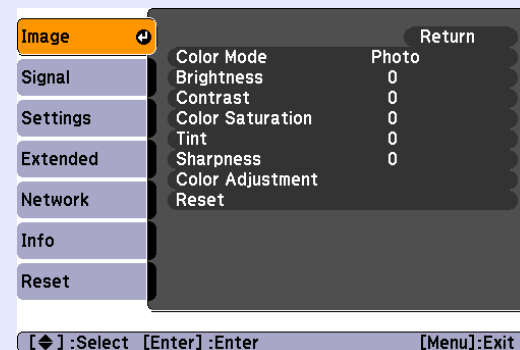 Image
Signal
Settings
Extended
Network
Info
Reset
Return
Color Mode Photo
Brightness 0
Contrast 0
Color Saturation 0
Tint 0
Sharpness 0
Color Adjustment
Reset
[◆] :Select [Enter] :Enter [Menu]:Exit